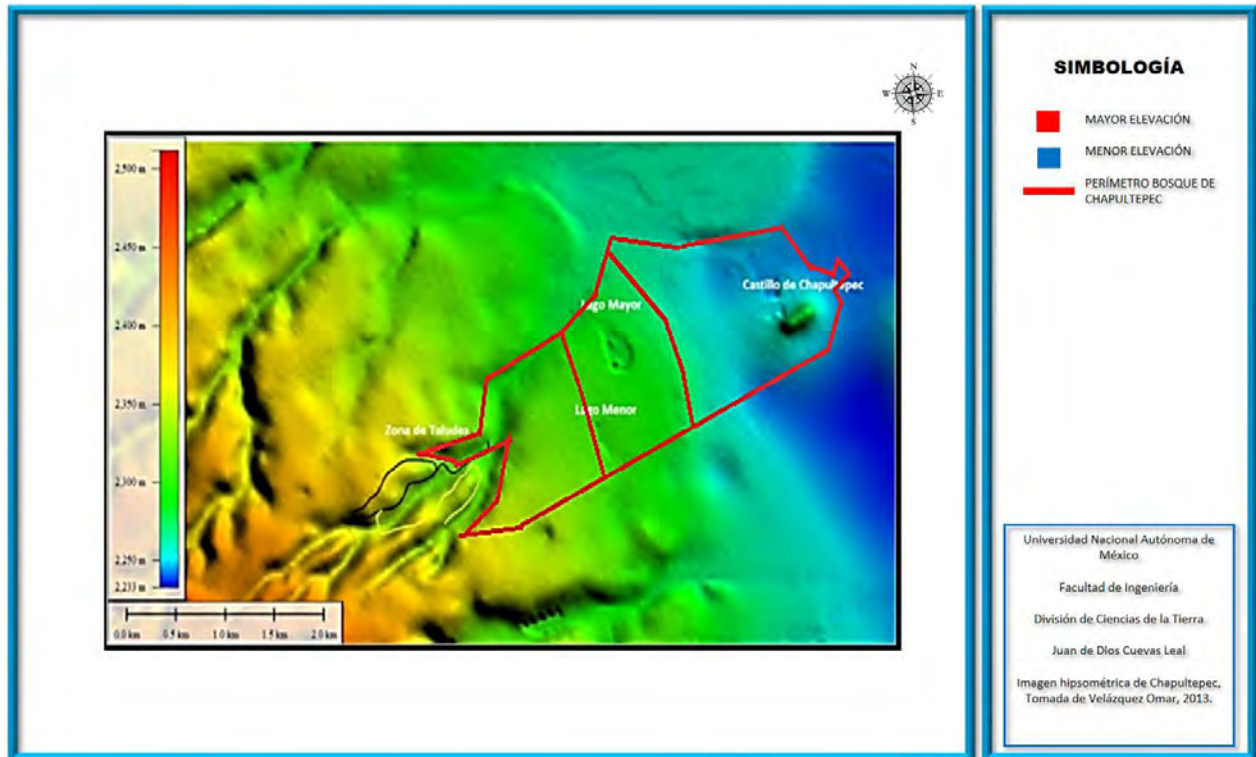 N
W E
S
2,500 m
2,450 m
2,400 m
2,350 m
2,300 m
2,250 m
2,233 m
0.0 km 0.5 km 1.0 km 1.5 km 2.0 km
Castillo de Chapultepec
Lago Mayor
Lago Menor
Zona de Taludes
SIMBOLOGÍA
MAYOR ELEVACIÓN
MENOR ELEVACIÓN
PERÍMETRO BOSQUE DE
CHAPULTEPEC
Universidad Nacional Autónoma de
México
Facultad de Ingeniería
División de Ciencias de la Tierra
Juan de Dios Cuevas Leal
Imagen hipsométrica de Chapultepec,
Tomada de Velázquez Omar, 2013.